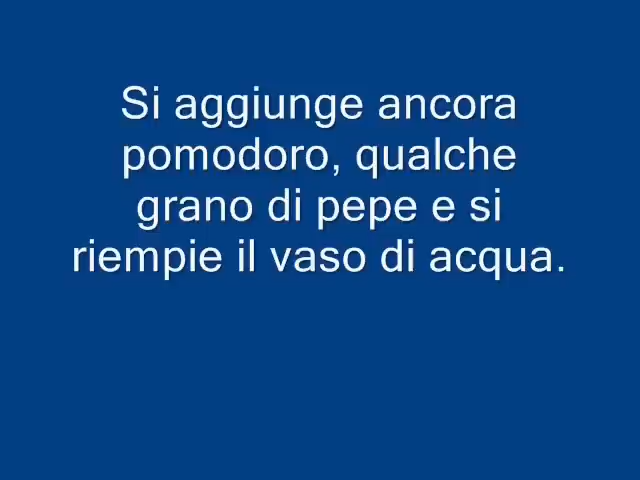 Si aggiunge ancora
pomodoro, qualche
grano di pepe e si
riempie il vaso di acqua.